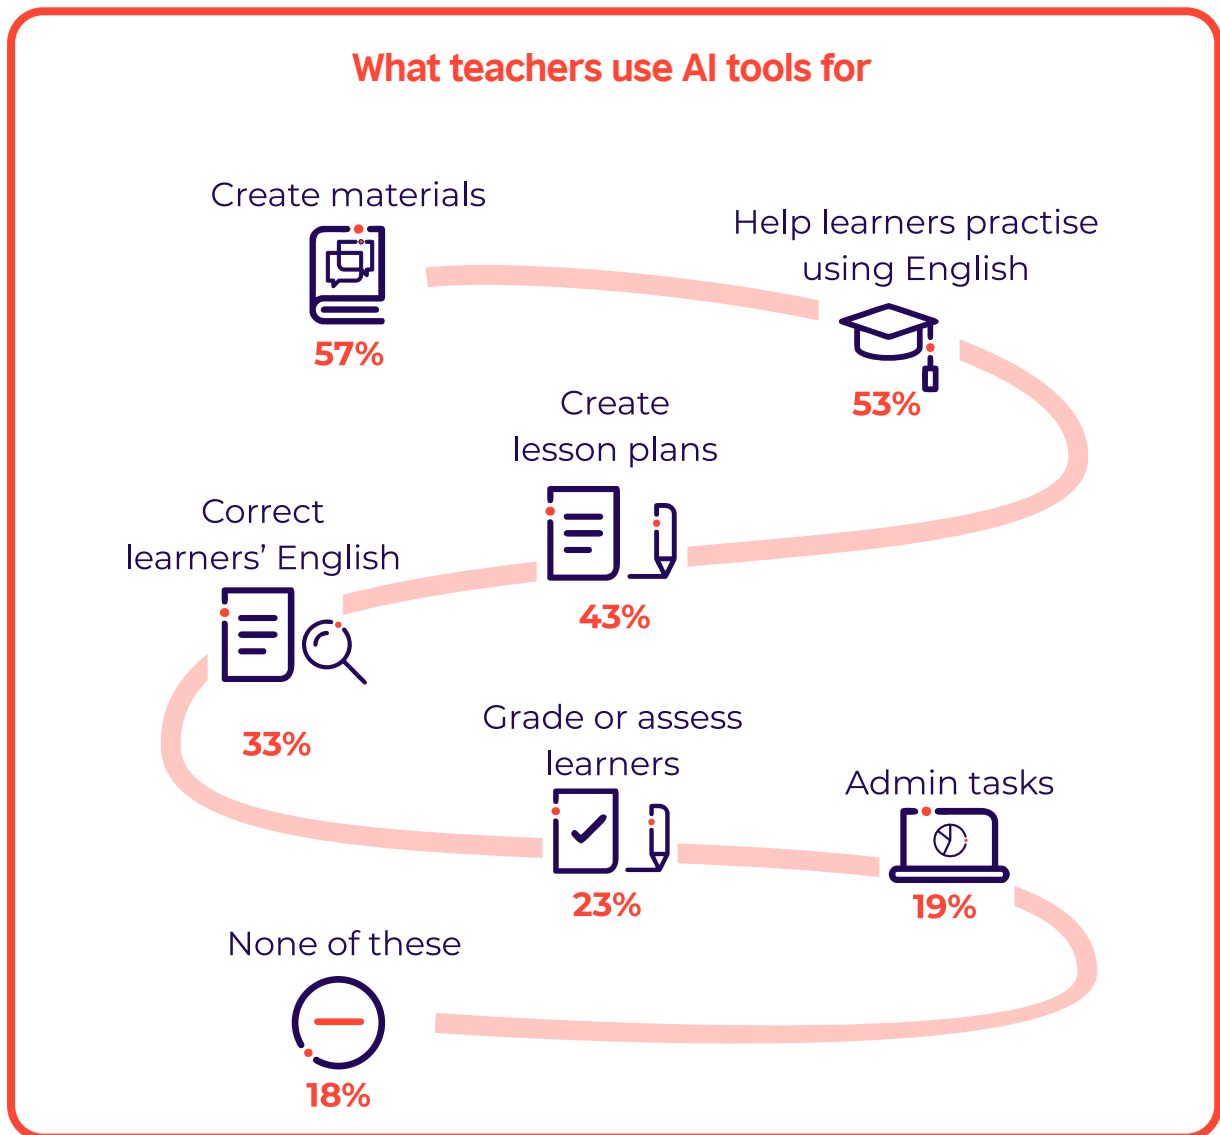 What teachers use AI tools for
Create materials
57%
Help learners practise
using English
53%
Create
lesson plans
43%
Correct
learners’ English
33%
Grade or assess
learners
23%
Admin tasks
19%
None of these
18%